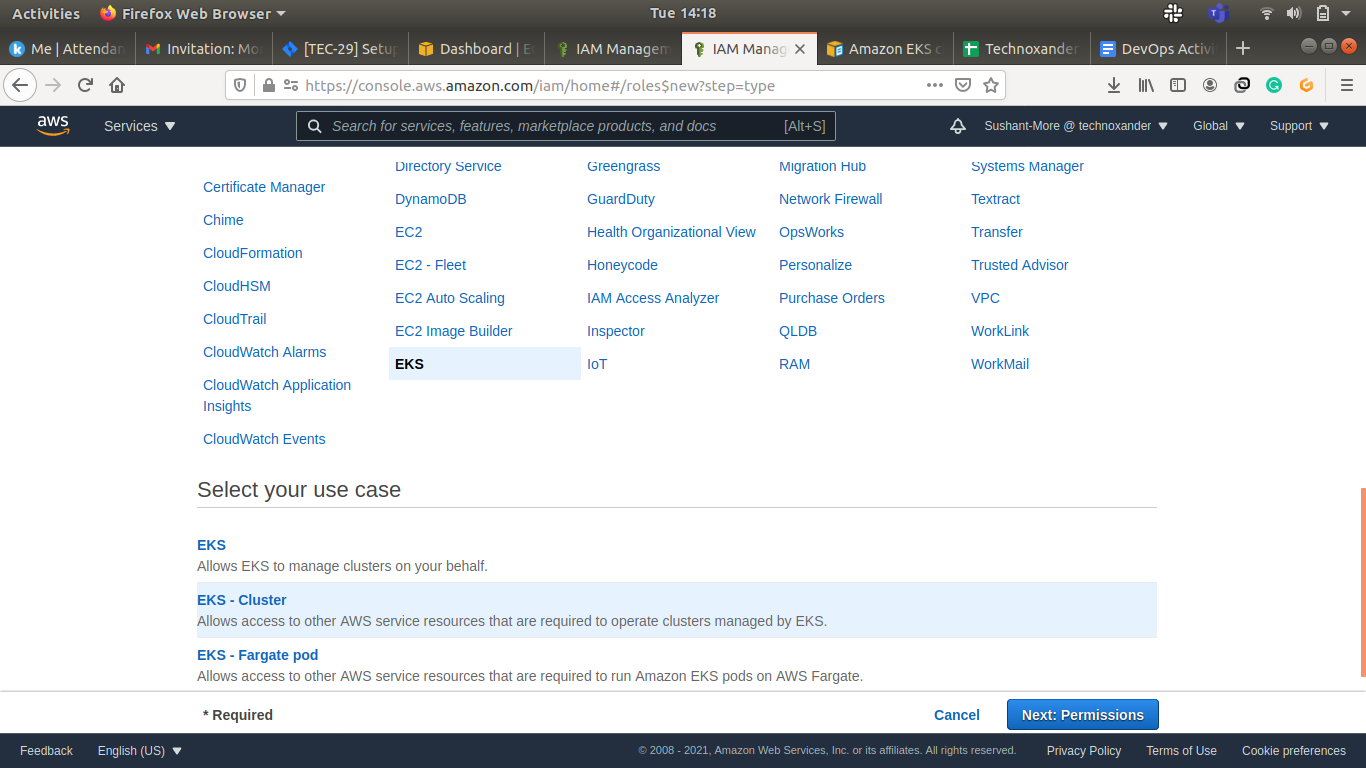 Activities
Firefox Web Browser
Tue 14:18
Me | Attendan
Invitation: Mo
[TEC-29] Setup
Dashboard | E
IAM Managem
IAM Manag
Amazon EKS c
Technoxander
DevOps Activi
https://console.aws.amazon.com/iam/home#/roles$new?step=type
aws
Services
Search for services, features, marketplace products, and docs
[Alt+S]
Sushant-More @ technoxander
Global
Support
Certificate Manager
Chime
CloudFormation
CloudHSM
CloudTrail
CloudWatch Alarms
CloudWatch Application
Insights
CloudWatch Events
Directory Service
DynamoDB
EC2
EC2 - Fleet
EC2 Auto Scaling
EC2 Image Builder
EKS
Greengrass
GuardDuty
Health Organizational View
Honeycode
IAM Access Analyzer
Inspector
IoT
Migration Hub
Network Firewall
OpsWorks
Personalize
Purchase Orders
QLDB
RAM
Systems Manager
Textract
Transfer
Trusted Advisor
VPC
WorkLink
WorkMail
Select your use case
EKS
Allows EKS to manage clusters on your behalf.
EKS - Cluster
Allows access to other AWS service resources that are required to operate clusters managed by EKS.
EKS - Fargate pod
Allows access to other AWS service resources that are required to run Amazon EKS pods on AWS Fargate.
* Required
Cancel
Next: Permissions
Feedback
English (US)
© 2008 - 2021, Amazon Web Services, Inc. or its affiliates. All rights reserved.
Privacy Policy
Terms of Use
Cookie preferences